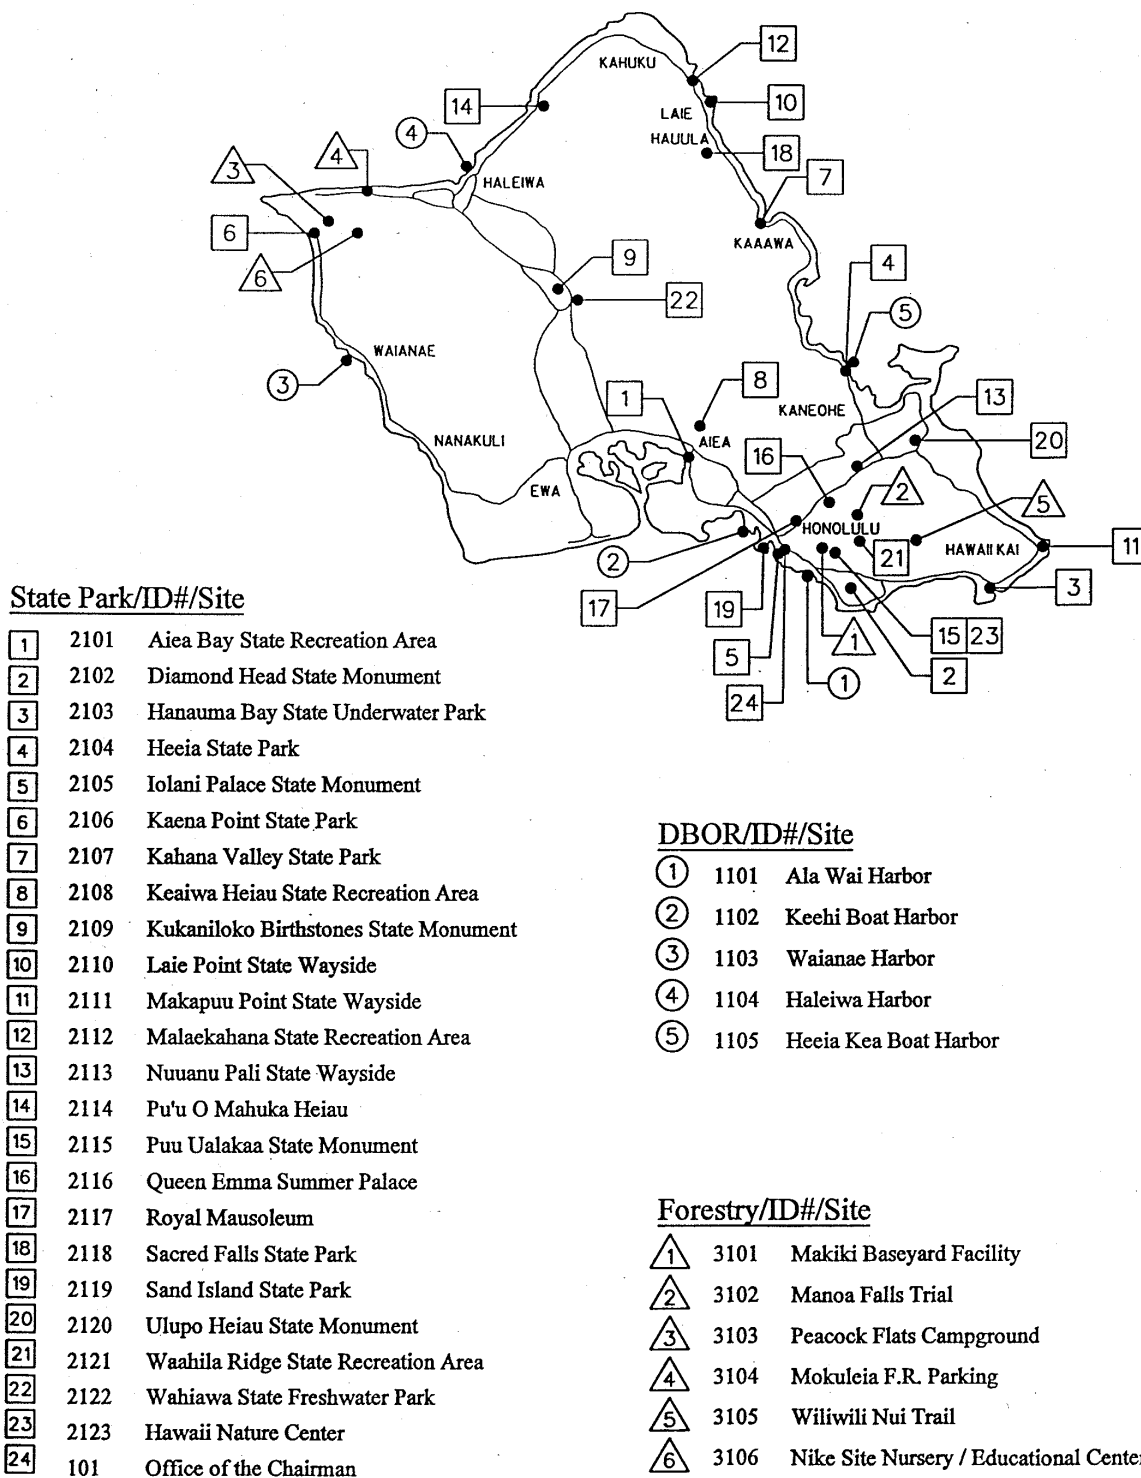 12
KAHUKU
14
10
LAIE
4
HAUULA
18
4
3
HALEIWA
7
6
KAAAWA
6
9
4
22
5
WAIANAE
3
8
13
1
KANEOHE
NANAKULI
AIEA
16
20
EWA
2
5
HONOLULU
2
21
HAWAII KAI
11
17
19
1
15 23
3
5
2
24
1
State Park/ID#/Site
1 2101 Aiea Bay State Recreation Area
2 2102 Diamond Head State Monument
3 2103 Hanauma Bay State Underwater Park
4 2104 Heeia State Park
5 2105 Iolani Palace State Monument
6 2106 Kaena Point State Park
7 2107 Kahana Valley State Park
8 2108 Keaiwa Heiau State Recreation Area
9 2109 Kukaniloko Birthstones State Monument
10 2110 Laie Point State Wayside
11 2111 Makapuu Point State Wayside
12 2112 Malaekahana State Recreation Area
13 2113 Nuuanu Pali State Wayside
14 2114 Pu'u O Mahuka Heiau
15 2115 Puu Ualakaa State Monument
16 2116 Queen Emma Summer Palace
17 2117 Royal Mausoleum
18 2118 Sacred Falls State Park
19 2119 Sand Island State Park
20 2120 Ulupo Heiau State Monument
21 2121 Waahila Ridge State Recreation Area
22 2122 Wahiawa State Freshwater Park
23 2123 Hawaii Nature Center
24 101 Office of the Chairman
DBOR/ID#/Site
1 1101 Ala Wai Harbor
2 1102 Keehi Boat Harbor
3 1103 Waianae Harbor
4 1104 Haleiwa Harbor
5 1105 Heeia Kea Boat Harbor
Forestry/ID#/Site
1 3101 Makiki Baseyard Facility
2 3102 Manoa Falls Trial
3 3103 Peacock Flats Campground
4 3104 Mokuleia F.R. Parking
5 3105 Wiliwili Nui Trail
6 3106 Nike Site Nursery / Educational Center